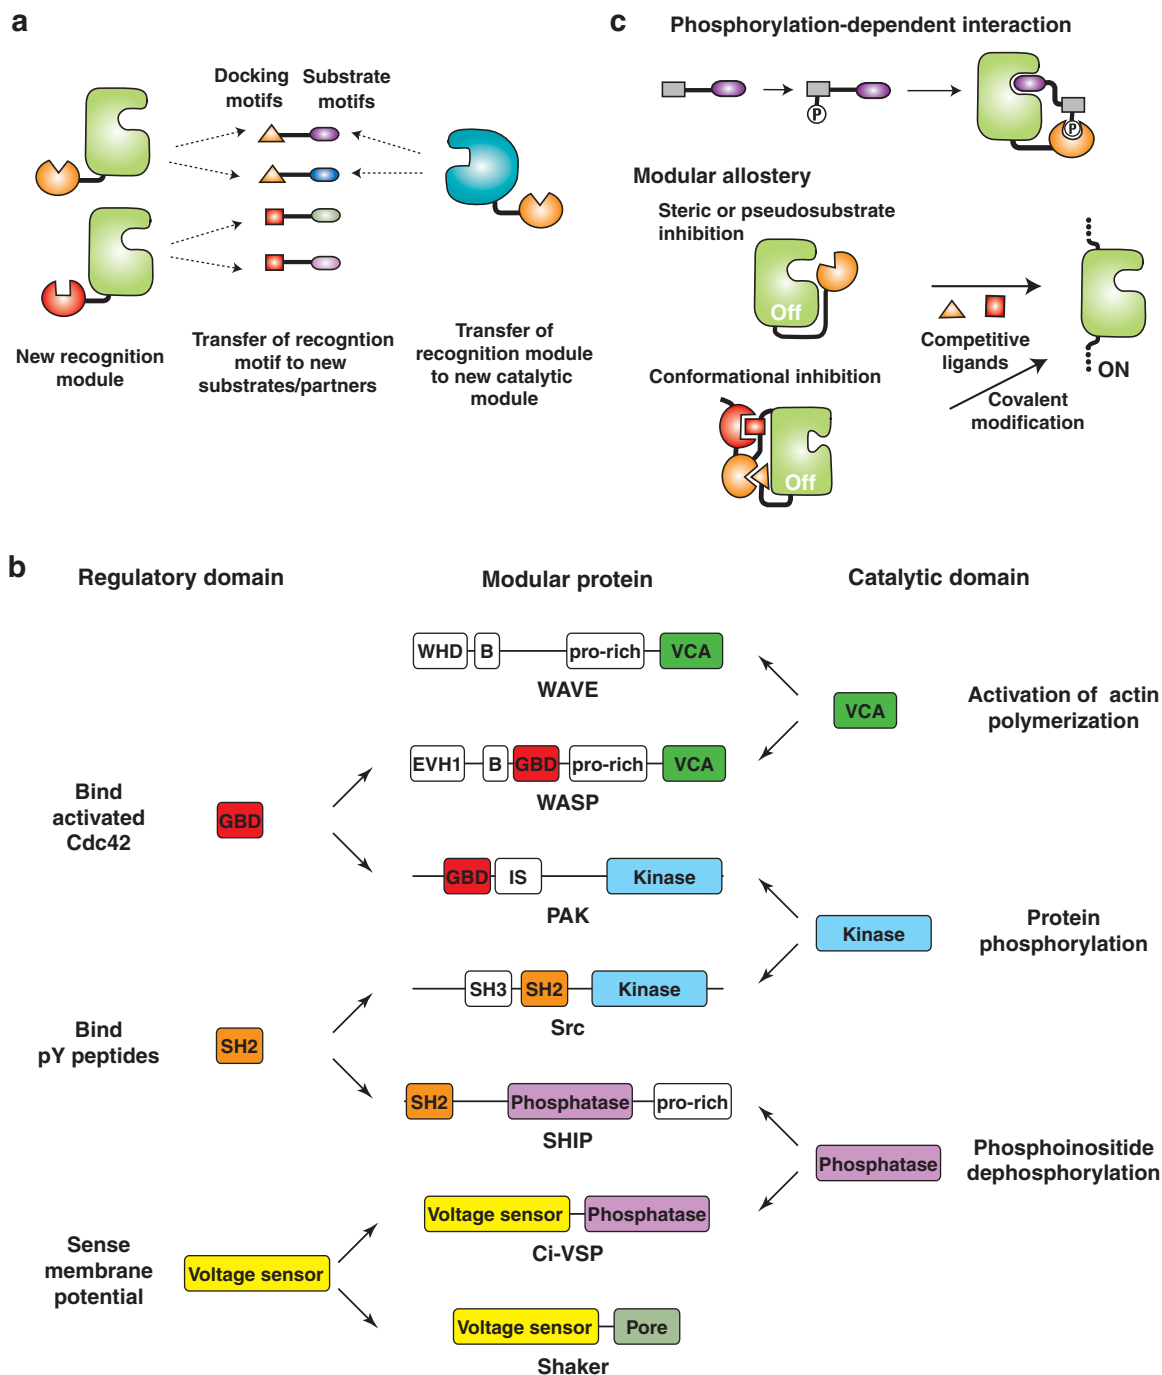 a
Docking
motifs
Substrate
motifs
New recognition
module
Transfer of recogntion
motif to new
substrates/partners
Transfer of
recognition module
to new catalytic
module
c
Phosphorylation-dependent interaction
P
P
Modular allostery
Steric or pseudosubstrate
inhibition
Off
Conformational inhibition
Off
Competitive
ligands
Covalent
modification
ON
b
Regulatory domain
Modular protein
Catalytic domain
WHD B pro-rich VCA
WAVE
VCA
Activation of actin
polymerization
EVH1 B GBD pro-rich VCA
WASP
Bind
activated
Cdc42
GBD
GBD IS Kinase
PAK
Kinase
Protein
phosphorylation
SH3 SH2 Kinase
Src
Bind
pY peptides
SH2
SH2 Phosphatase pro-rich
SHIP
Phosphatase
Phosphoinositide
dephosphorylation
Voltage sensor Phosphatase
Ci-VSP
Sense
membrane
potential
Voltage sensor
Voltage sensor Pore
Shaker